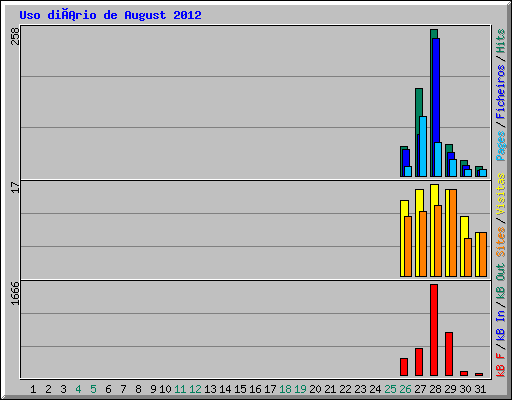 Uso diÃ¡rio de August 2012
258
17
1666
Pages / Ficheiros / Hits
Sites / Visitas
kB F / kB In / kB Out
1 2 3 4 5 6 7 8 9 10 11 12 13 14 15 16 17 18 19 20 21 22 23 24 25 26 27 28 29 30 31